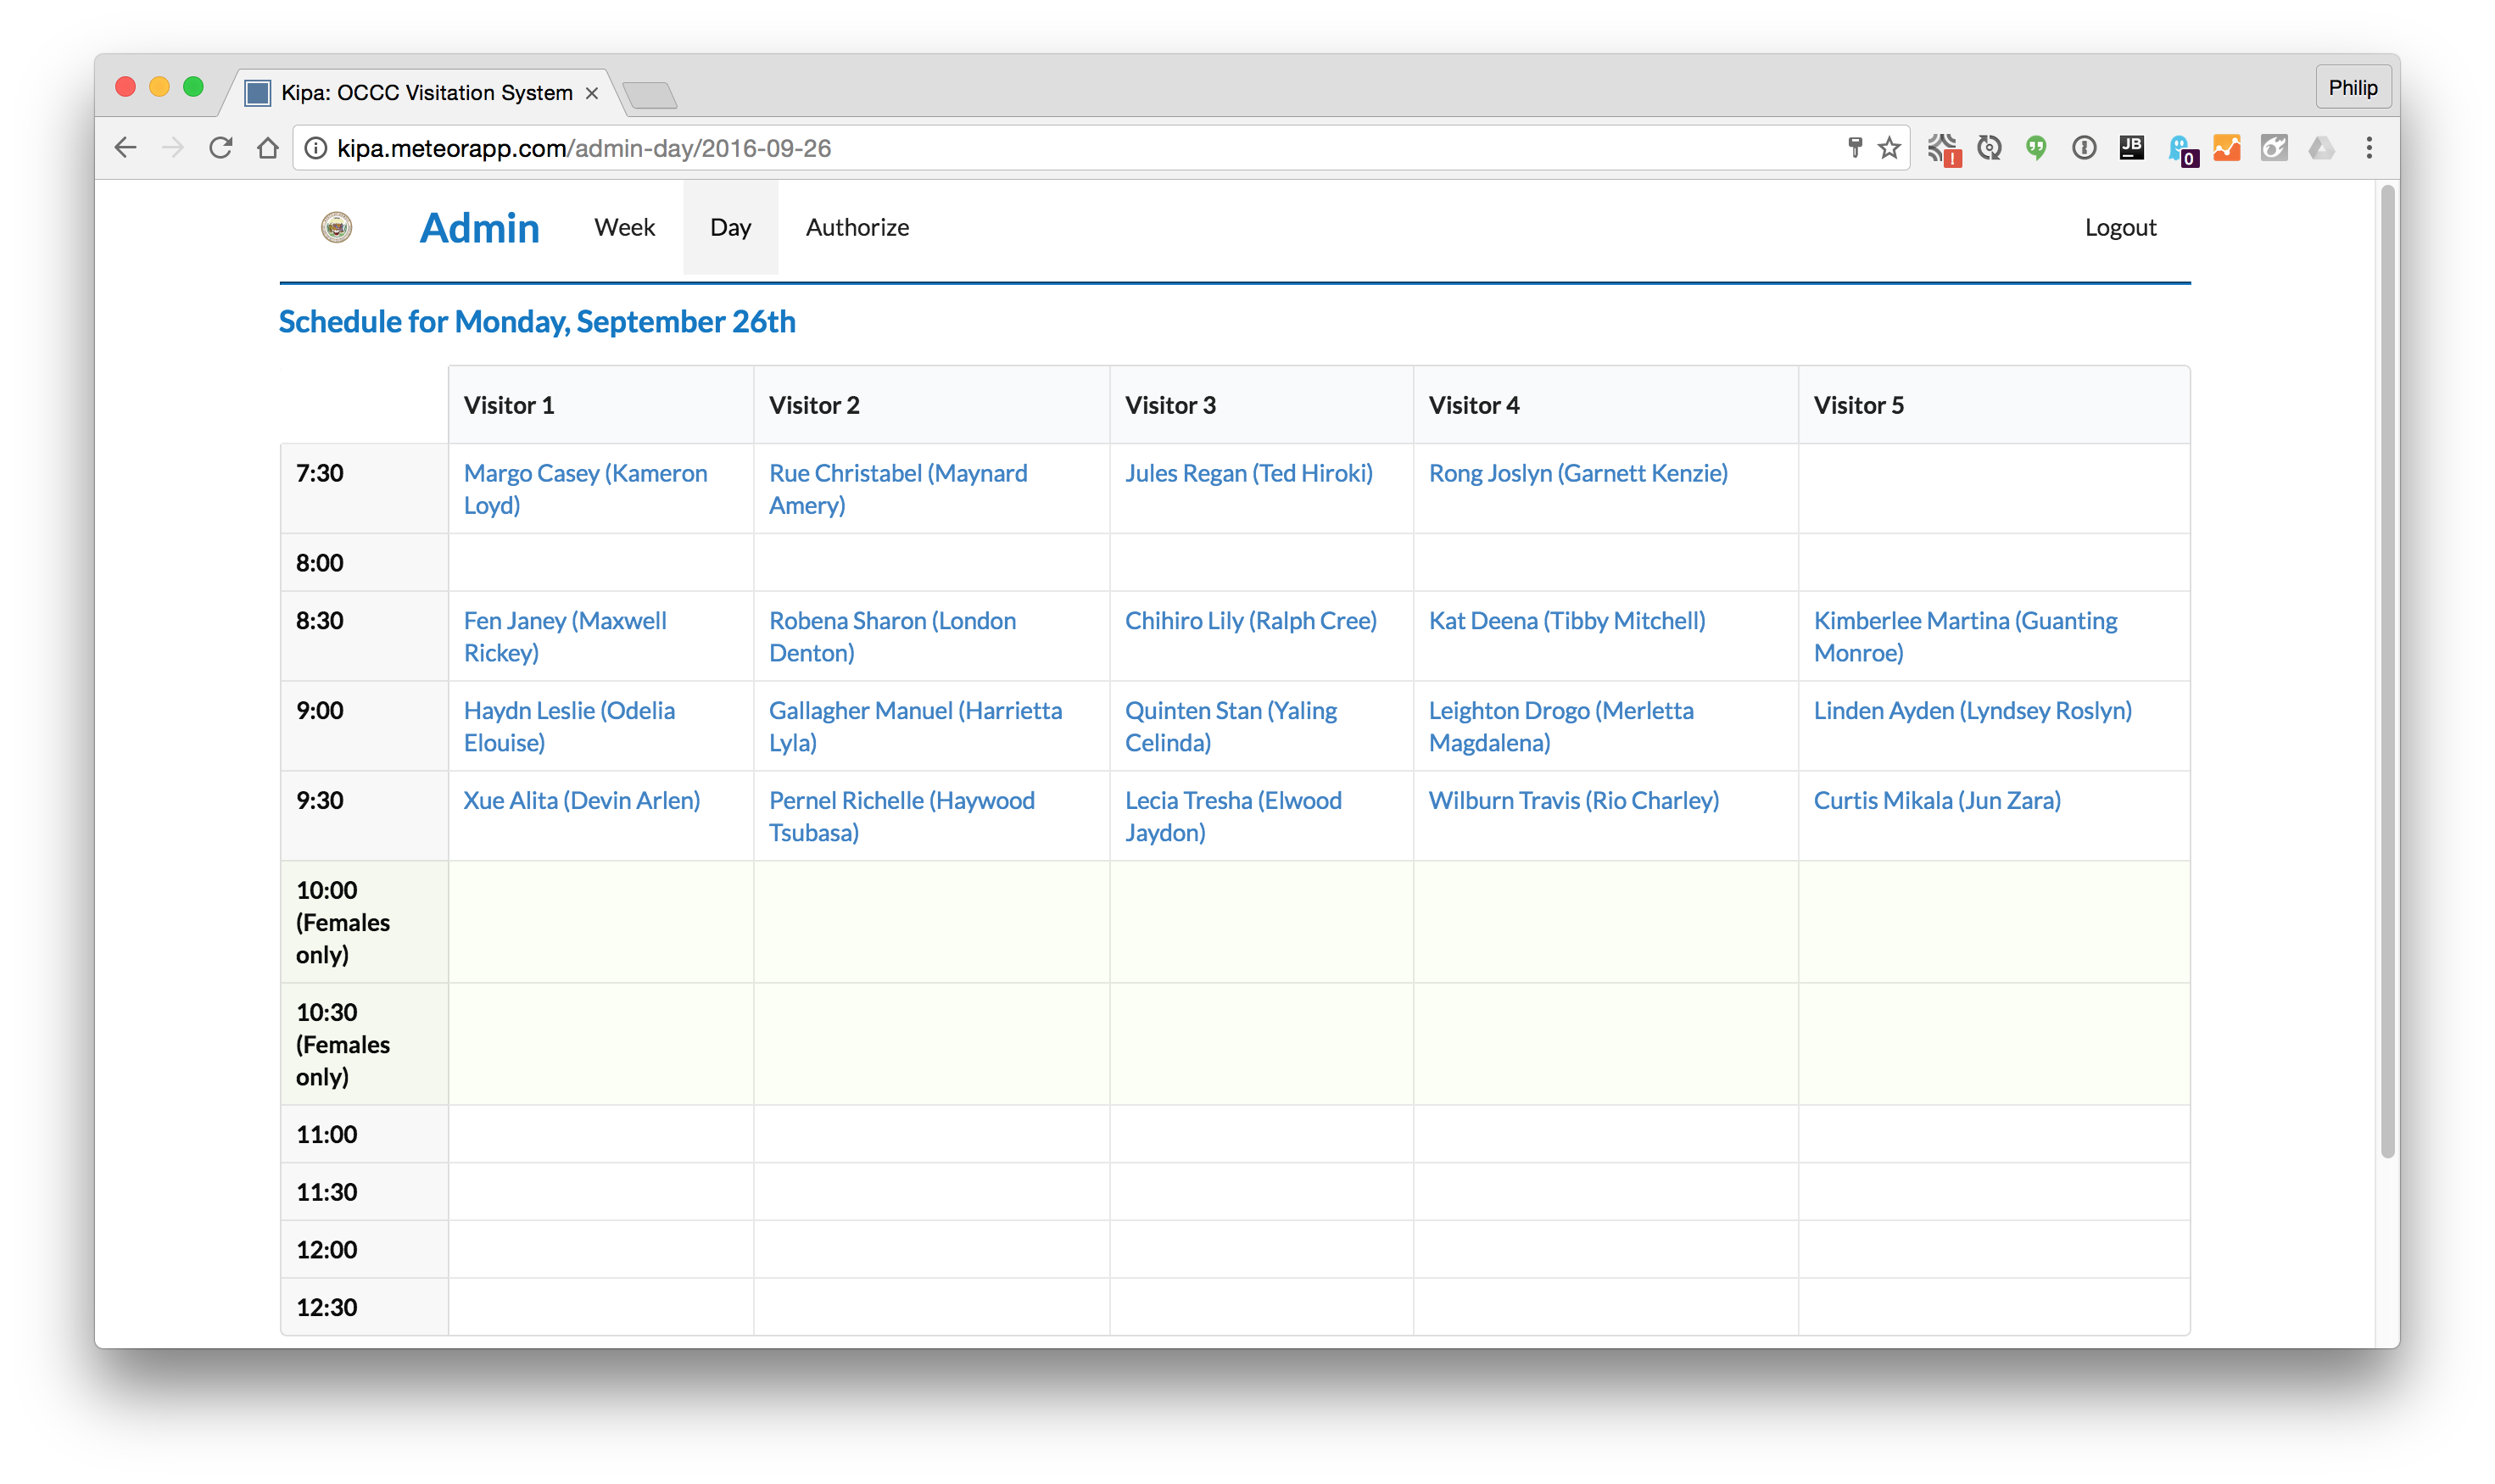 Kipa: OCCC Visitation System
Philip
kipa.meteorapp.com/admin-day/2016-09-26
JB
0
Admin Week Day Authorize Logout
Schedule for Monday, September 26th
Visitor 1 Visitor 2 Visitor 3 Visitor 4 Visitor 5
7:30 Margo Casey (Kameron Rue Christabel (Maynard Jules Regan (Ted Hiroki) Rong Joslyn (Garnett Kenzie)
Loyd) Amery)
8:00
8:30 Fen Janey (Maxwell Robena Sharon (London Chihiro Lily (Ralph Cree) Kat Deena (Tibby Mitchell) Kimberlee Martina (Guanting
Rickey) Denton) Monroe)
9:00 Haydn Leslie (Odelia Gallagher Manuel (Harrietta Quinten Stan (Yaling Leighton Drogo (Merletta Linden Ayden (Lyndsey Roslyn)
Elouise) Lyla) Celinda) Magdalena)
9:30 Xue Alita (Devin Arlen) Pernel Richelle (Haywood Lecia Tresha (Elwood Wilburn Travis (Rio Charley) Curtis Mikala (Jun Zara)
Tsubasa) Jaydon)
10:00
(Females
only)
10:30
(Females
only)
11:00
11:30
12:00
12:30